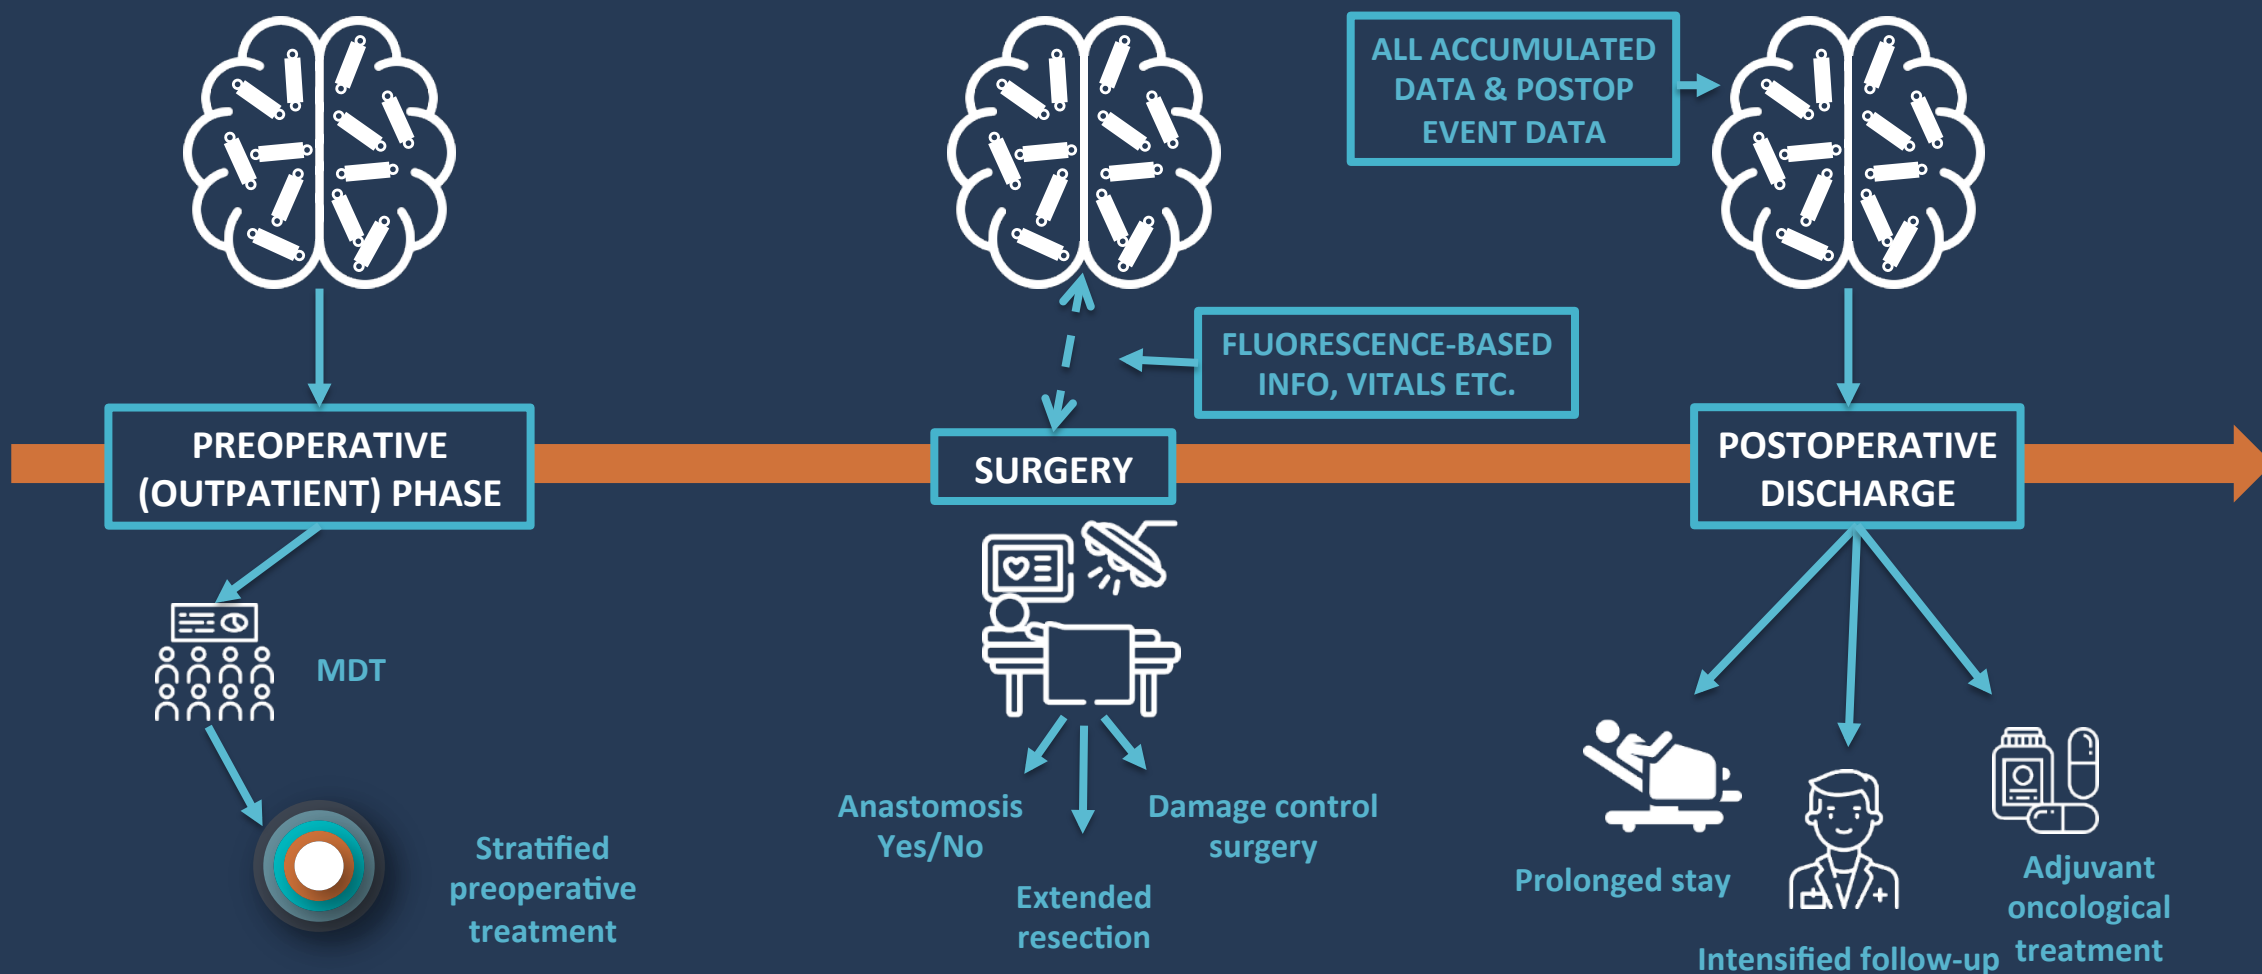 ALL ACCUMULATED
DATA & POSTOP
EVENT DATA
FLUORESCENCE-BASED
INFO, VITALS ETC.
PREOPERATIVE
(OUTPATIENT) PHASE
SURGERY
POSTOPERATIVE
DISCHARGE
MDT
Stratified
preoperative
treatment
Anastomosis
Yes/No
Extended
resection
Damage control
surgery
Prolonged stay
Intensified follow-up
Adjuvant
oncological
treatment